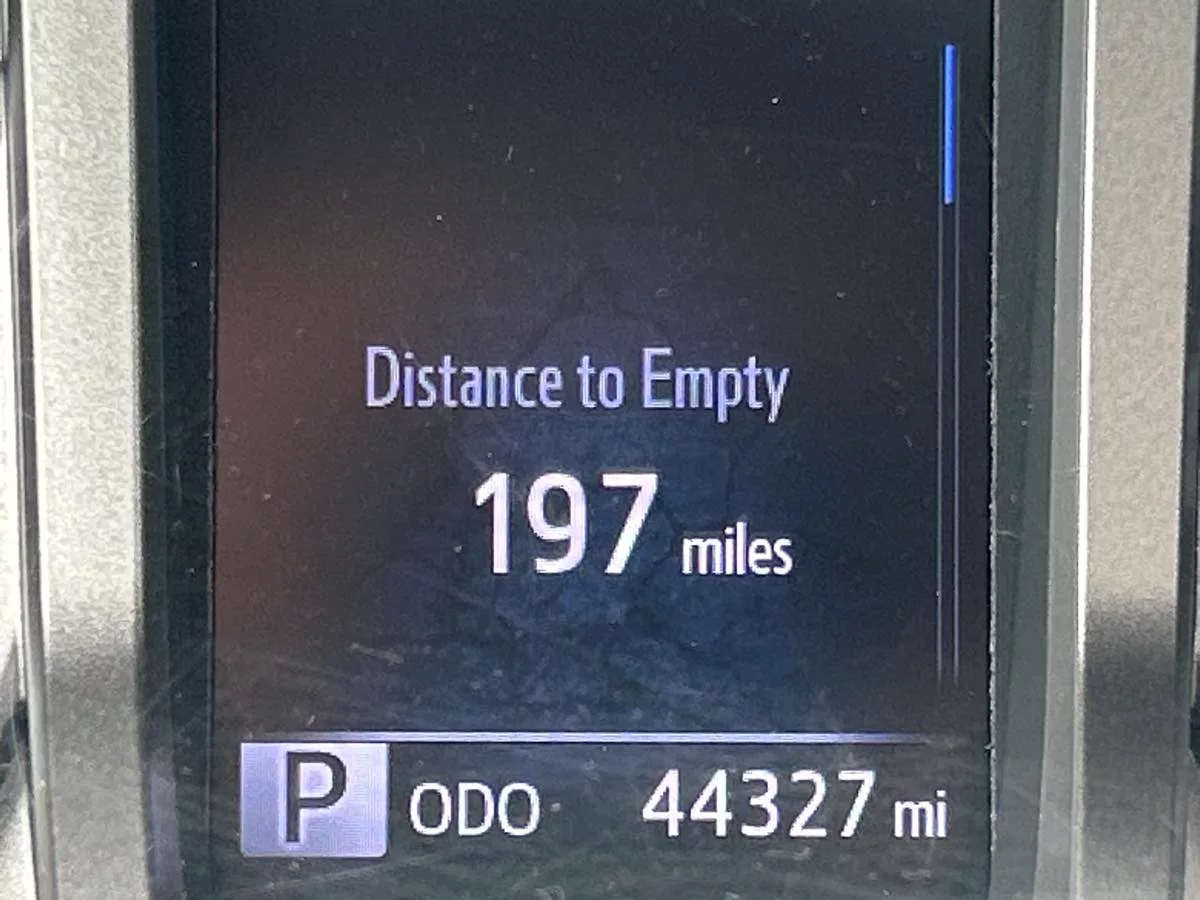 Distance to Empty
197 miles
P ODO 44327 mi